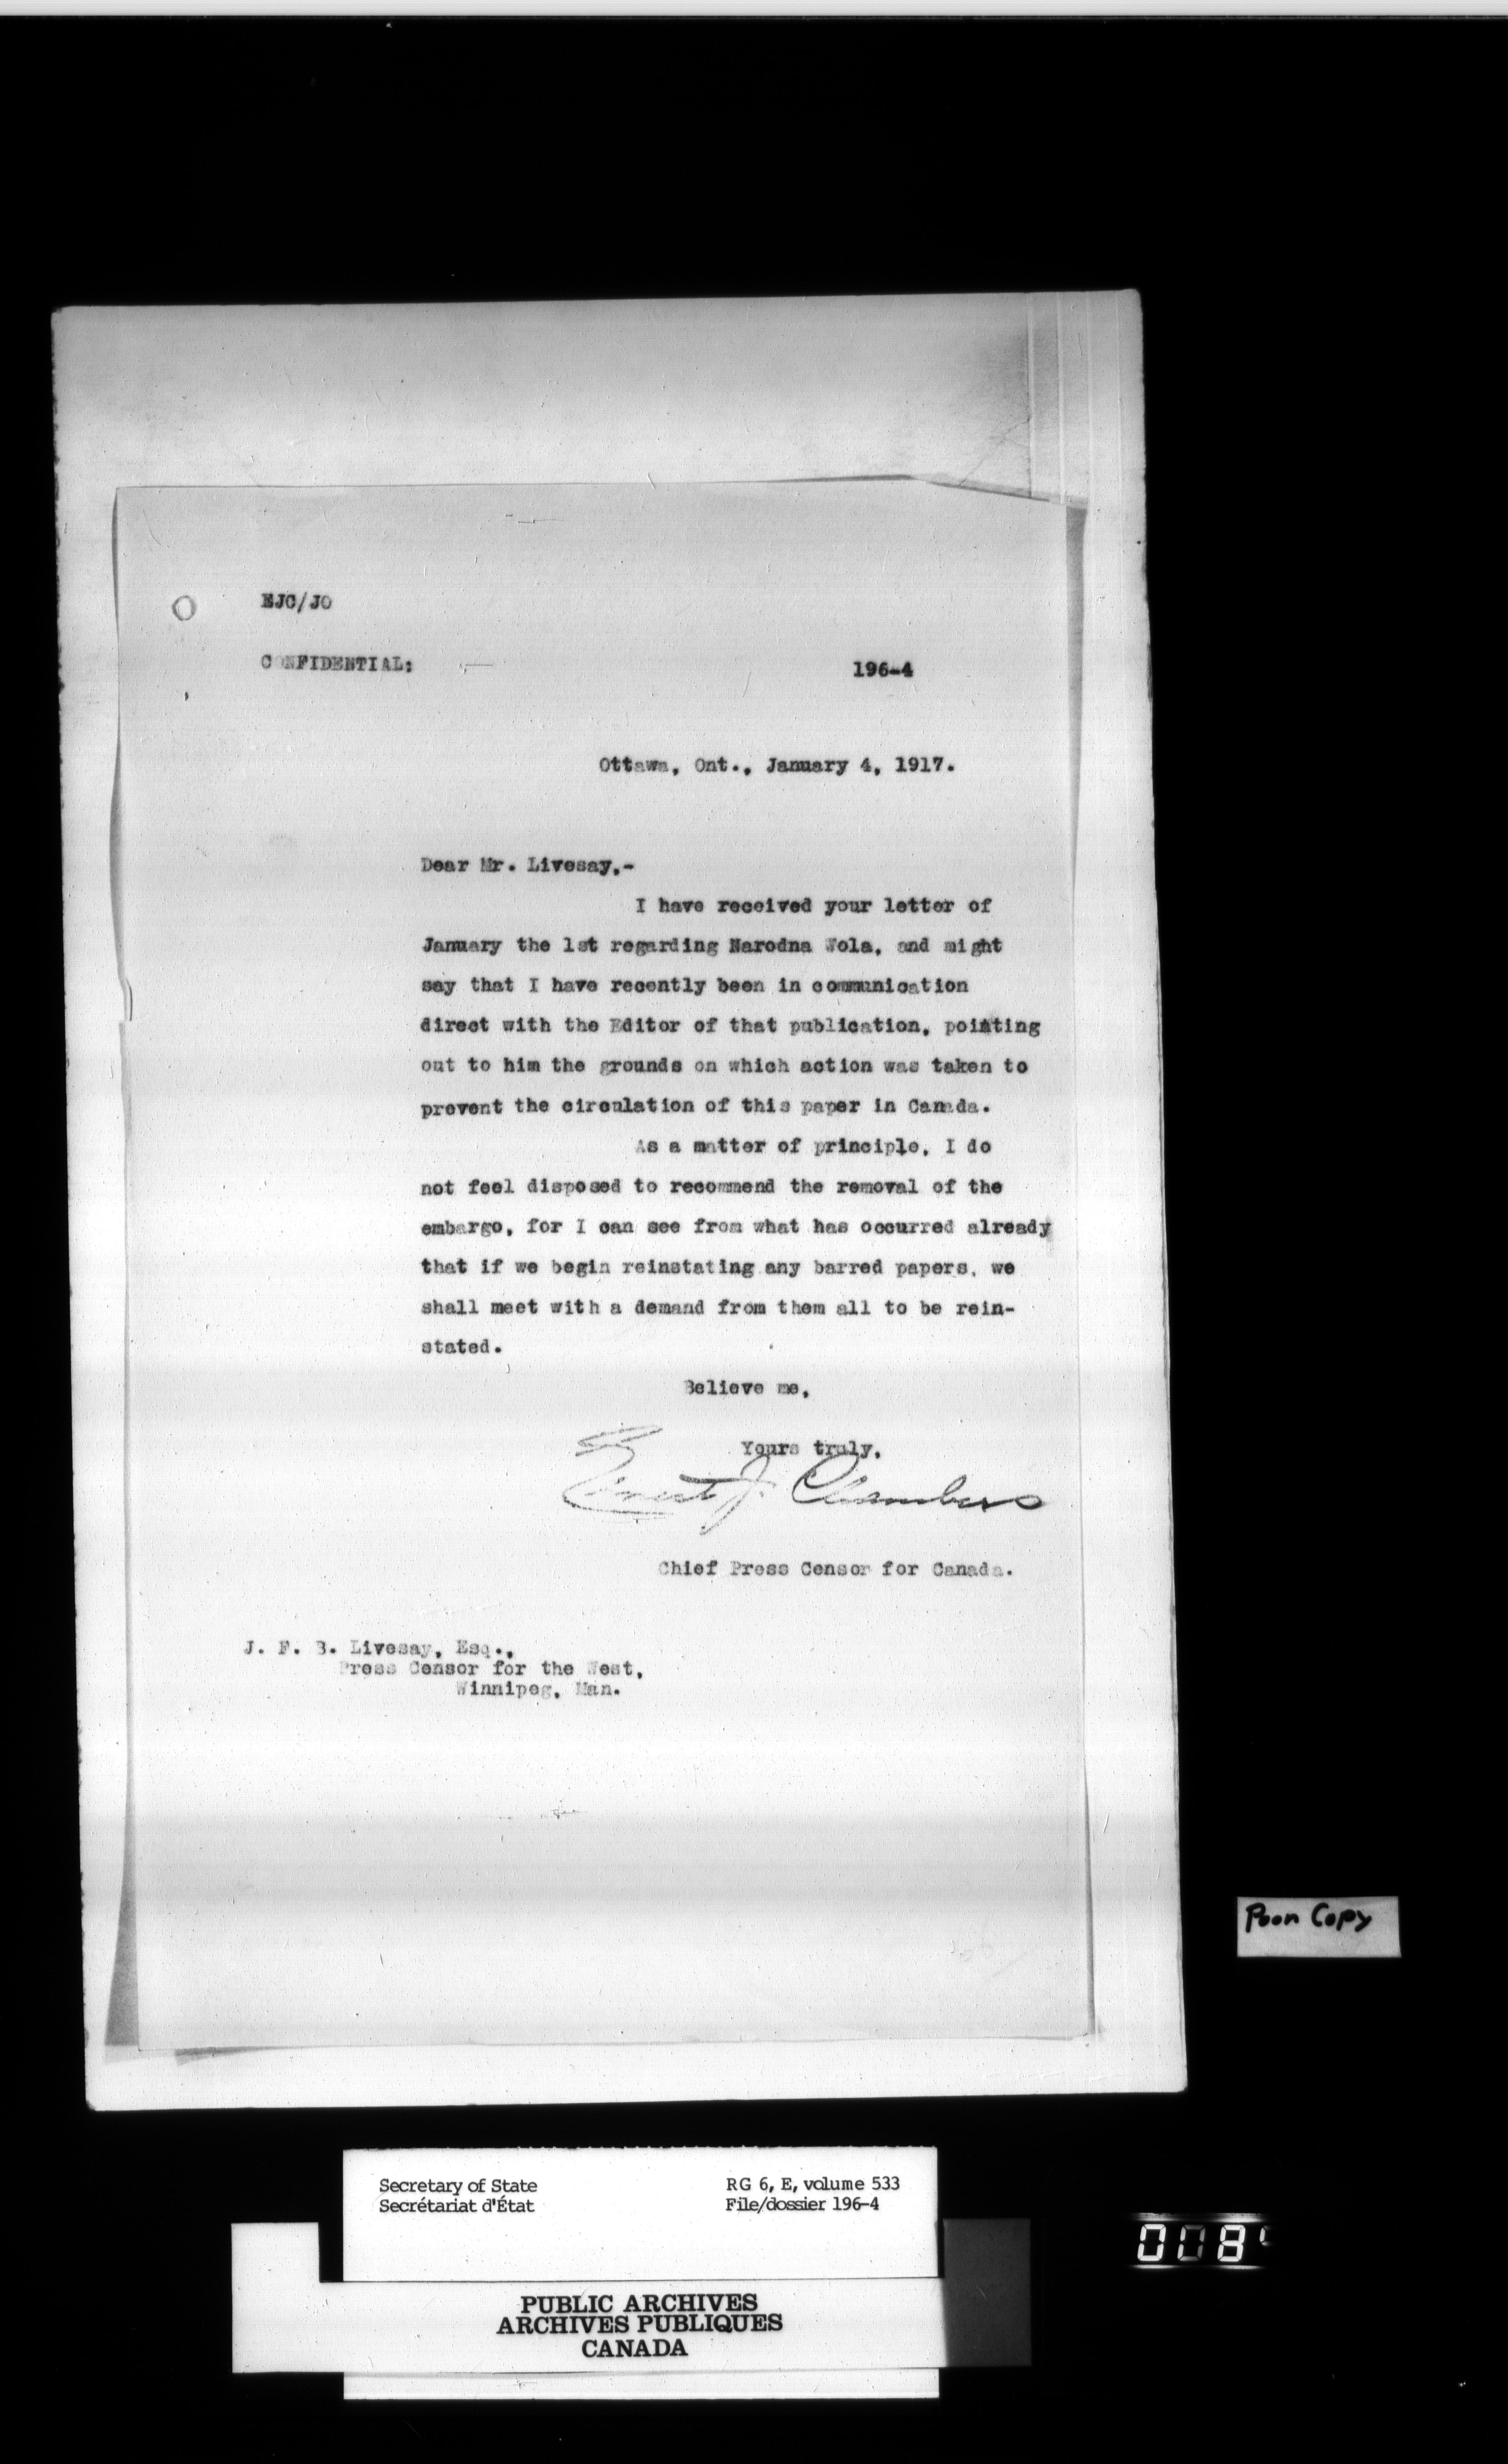 EJC/JO
CONFIDENTIAL:
196-4
Ottawa, Ont., January 4, 1917.
Dear Mr. Livesay,-
I have received your letter of
January the 1st regarding Narodna Wola, and might
say that I have recently been in communication
direct with the Editor of that publication, pointing
out to him the grounds on which action was taken to
prevent the circulation of this paper in Canada.
As a matter of principle, I do
not feel disposed to recommend the removal of the
embargo, for I can see from what has occurred already
that if we begin reinstating any barred papers, we
shall meet with a demand from them all to be rein-
stated.
Believe me,
Yours truly,
Ernest J. Chambers
Chief Press Censor for Canada.
J. F. B. Livesay, Esq.,
Press Censor for the West,
Winnipeg, Man.
Poor Copy
Secretary of State
Secrétariat d'État
RG 6, E, volume 533
File/dossier 196-4
PUBLIC ARCHIVES
ARCHIVES PUBLIQUES
CANADA
008